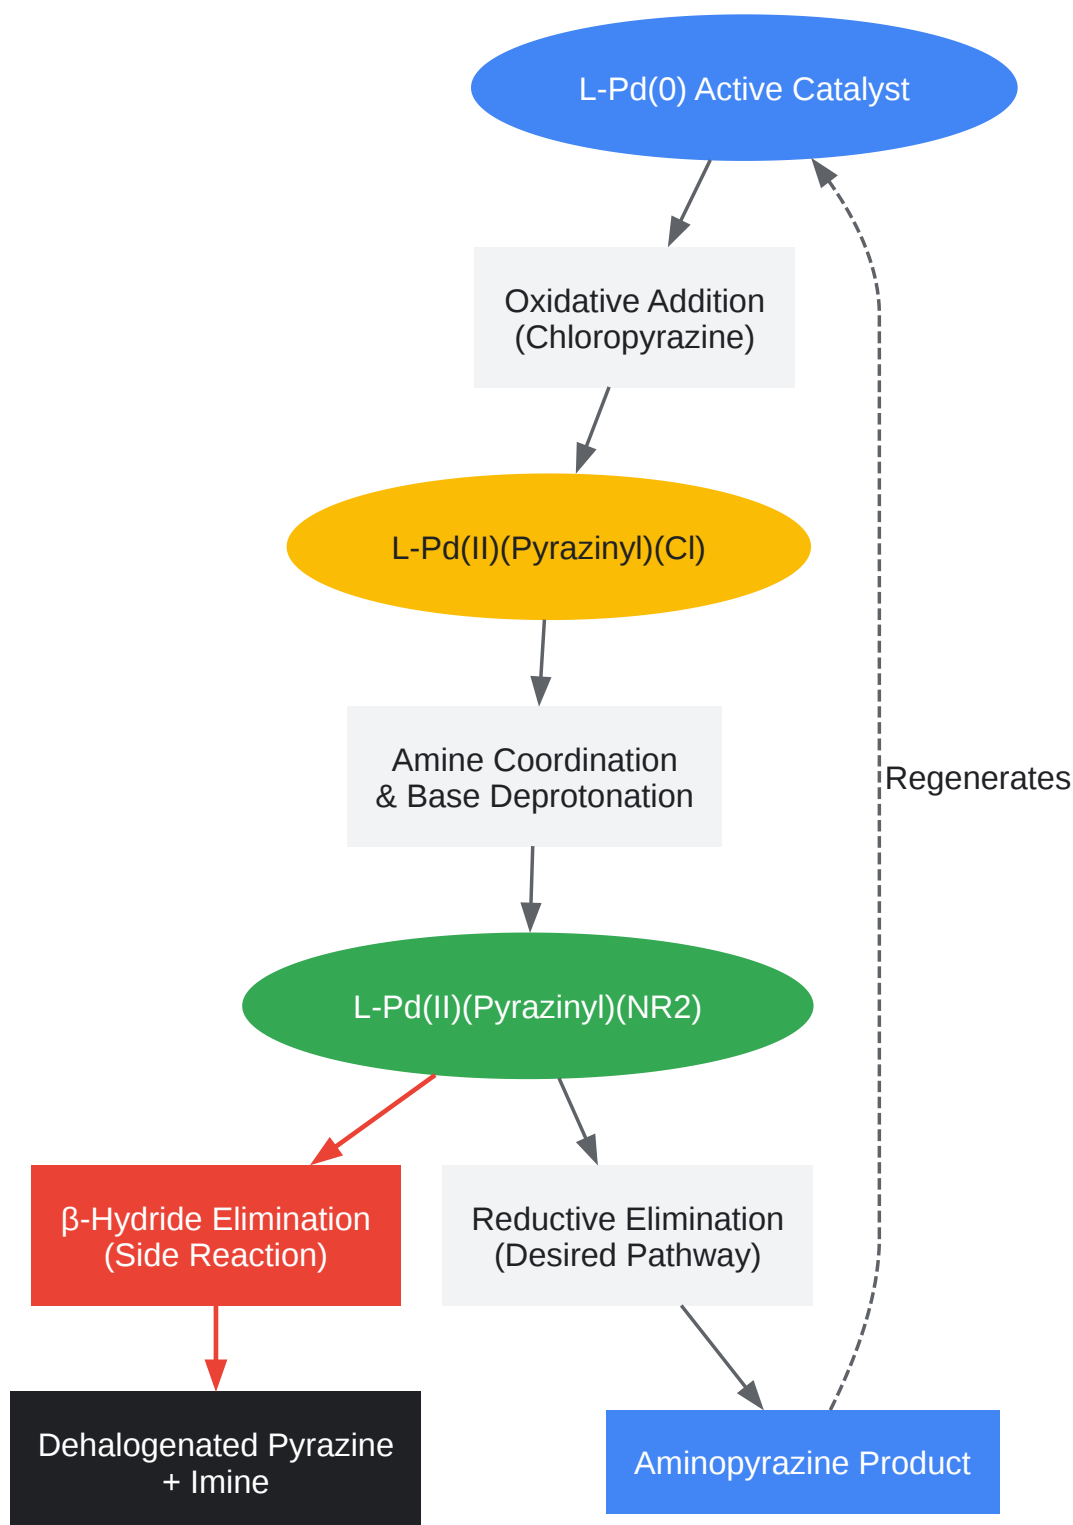 L-Pd(0) Active Catalyst
Oxidative Addition
(Chloropyrazine)
L-Pd(II)(Pyrazinyl)(Cl)
Amine Coordination
& Base Deprotonation
Regenerates
L-Pd(II)(Pyrazinyl)(NR2)
β-Hydride Elimination
(Side Reaction)
Reductive Elimination
(Desired Pathway)
Dehalogenated Pyrazine
+ Imine
Aminopyrazine Product